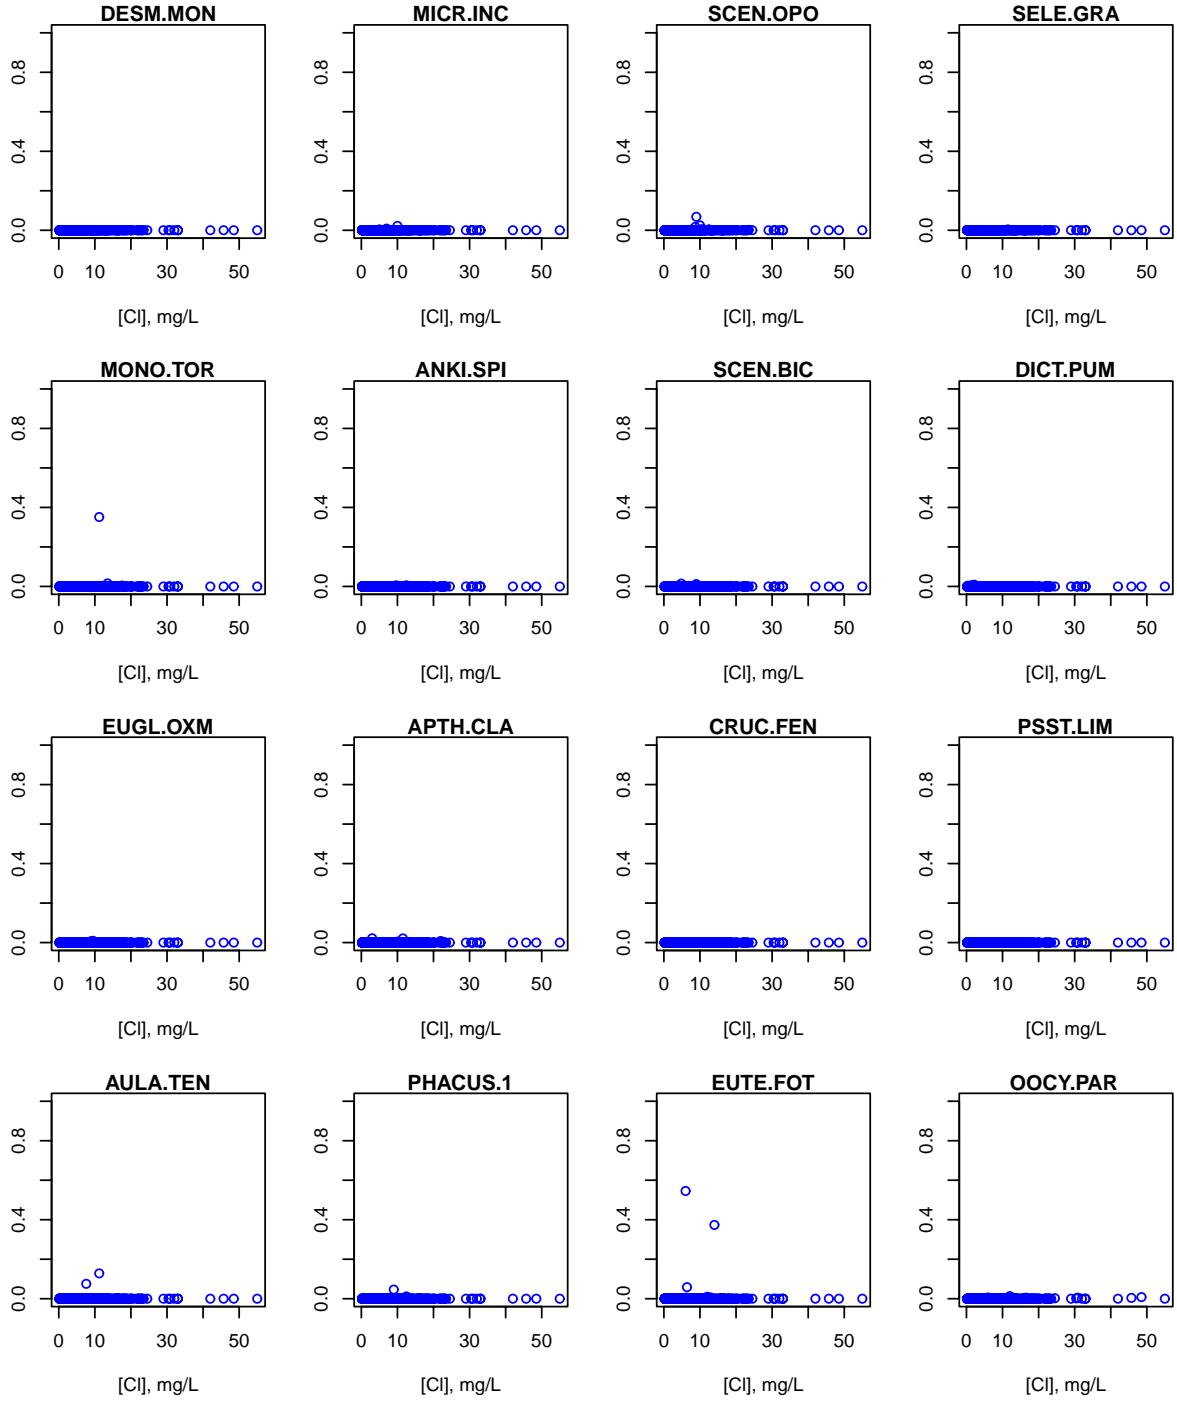 DESM.MON MICR.INC SCEN.OPO SELE.GRA
0.8 0.8 0.8 0.8
0.4 0.4 0.4 0.4
0.0 0.0 0.0 0.0
0 10 30 50 0 10 30 50 0 10 30 50 0 10 30 50
[Cl], mg/L [Cl], mg/L [Cl], mg/L [Cl], mg/L
MONO.TOR ANKI.SPI SCEN.BIC DICT.PUM
0.8 0.8 0.8 0.8
0.4 0.4 0.4 0.4
0.0 0.0 0.0 0.0
0 10 30 50 0 10 30 50 0 10 30 50 0 10 30 50
[Cl], mg/L [Cl], mg/L [Cl], mg/L [Cl], mg/L
EUGL.OXM APTH.CLA CRUC.FEN PSST.LIM
0.8 0.8 0.8 0.8
0.4 0.4 0.4 0.4
0.0 0.0 0.0 0.0
0 10 30 50 0 10 30 50 0 10 30 50 0 10 30 50
[Cl], mg/L [Cl], mg/L [Cl], mg/L [Cl], mg/L
AULA.TEN PHACUS.1 EUTE.FOT OOCY.PAR
0.8 0.8 0.8 0.8
0.4 0.4 0.4 0.4
0.0 0.0 0.0 0.0
0 10 30 50 0 10 30 50 0 10 30 50 0 10 30 50
[Cl], mg/L [Cl], mg/L [Cl], mg/L [Cl], mg/L